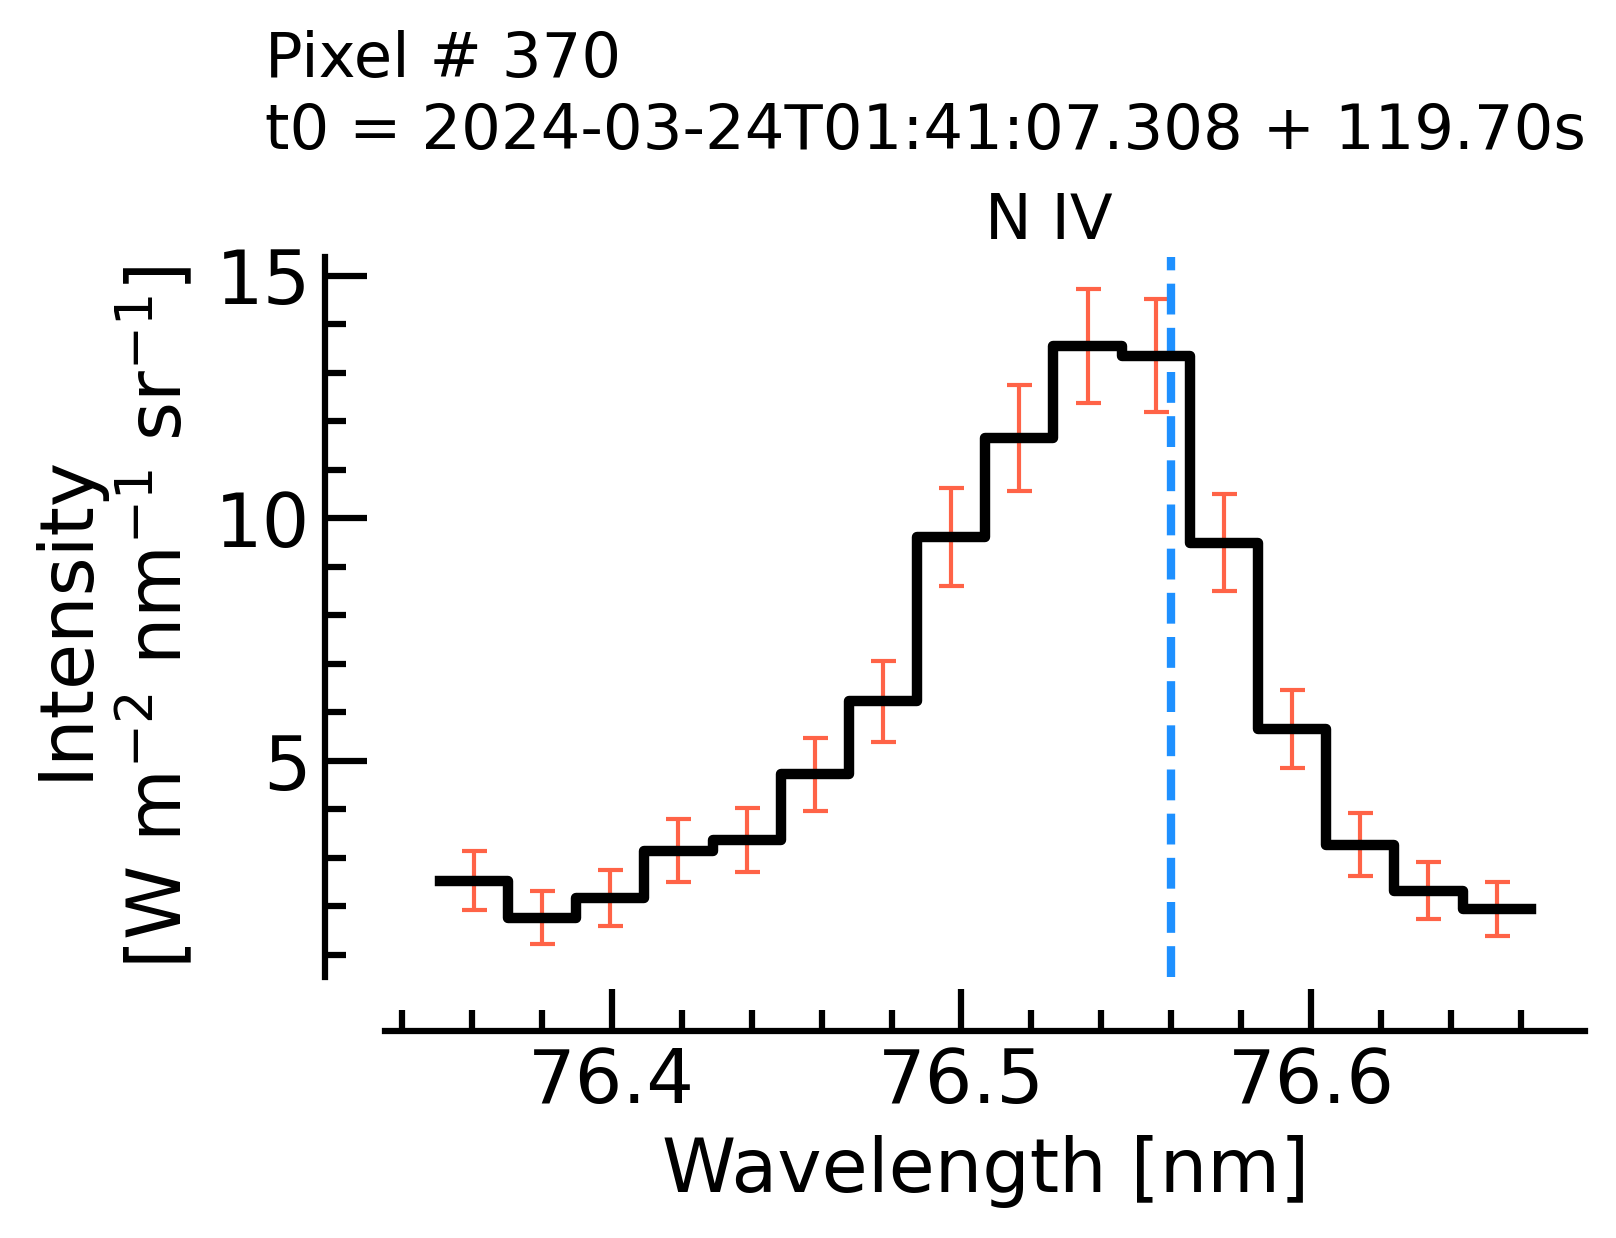 Pixel # 370
t0 = 2024-03-24T01:41:07.308 + 119.70s
N IV
15
10
5
Intensity
[W m⁻² nm⁻¹ sr⁻¹]
76.4 76.5 76.6
Wavelength [nm]